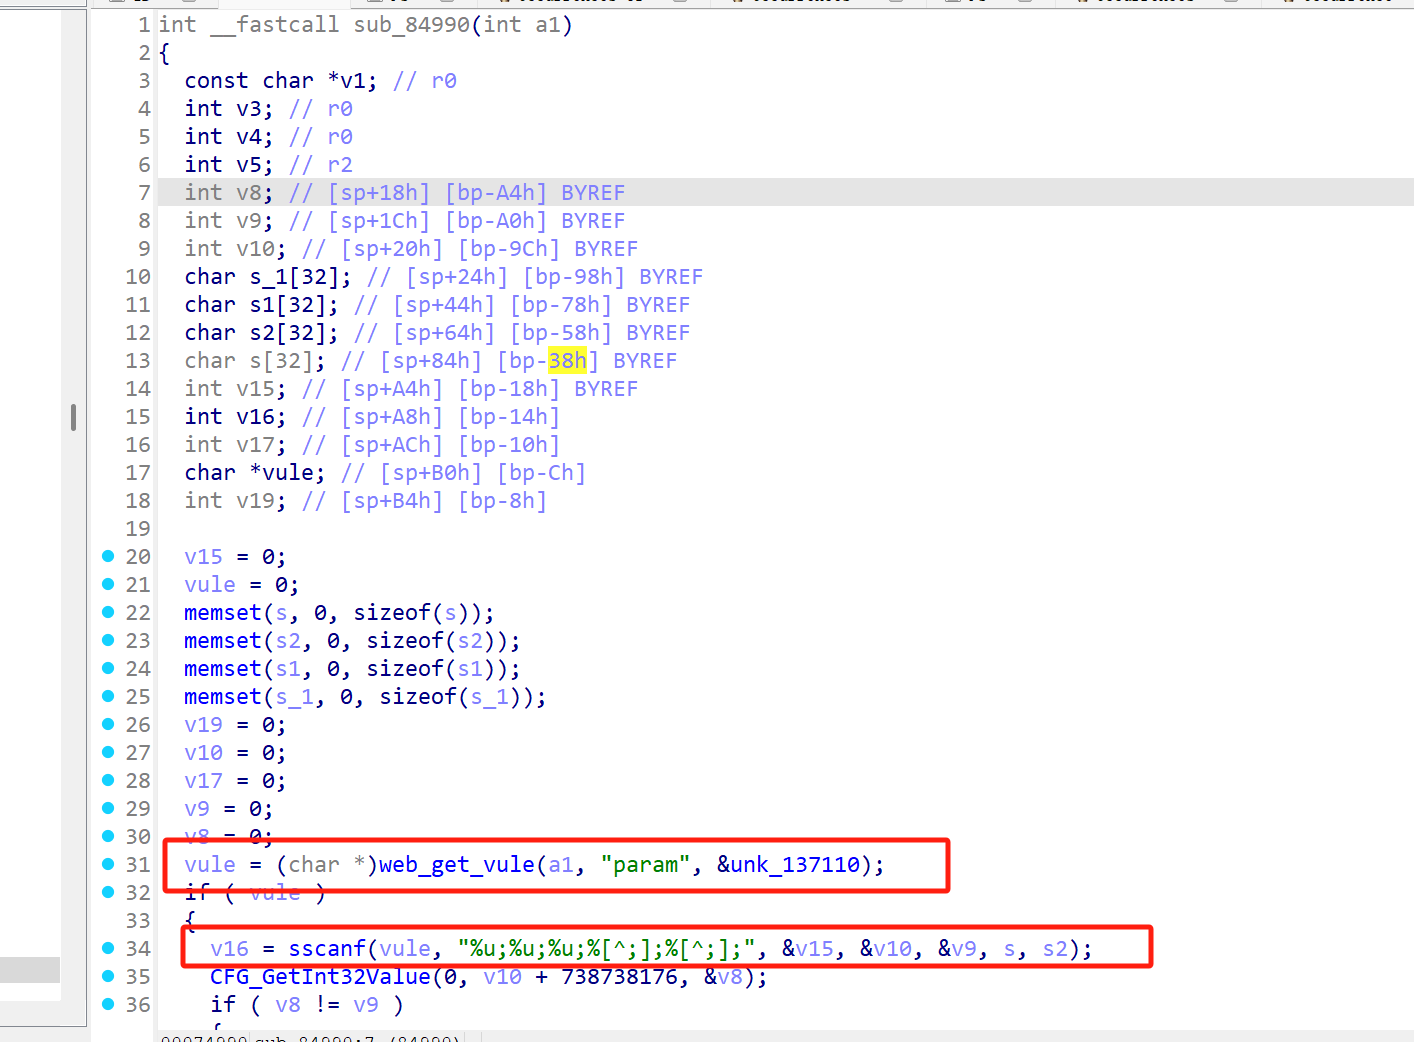 1 int __fastcall sub_84990(int a1)
2 {
3 const char *v1; // r0
4 int v3; // r0
5 int v4; // r0
6 int v5; // r2
7 int v8; // [sp+18h] [bp-A4h] BYREF
8 int v9; // [sp+1Ch] [bp-A0h] BYREF
9 int v10; // [sp+20h] [bp-9Ch] BYREF
10 char s_1[32]; // [sp+24h] [bp-98h] BYREF
11 char s1[32]; // [sp+44h] [bp-78h] BYREF
12 char s2[32]; // [sp+64h] [bp-58h] BYREF
13 char s[32]; // [sp+84h] [bp-38h] BYREF
14 int v15; // [sp+A4h] [bp-18h] BYREF
15 int v16; // [sp+A8h] [bp-14h]
16 int v17; // [sp+ACh] [bp-10h]
17 char *vule; // [sp+B0h] [bp-Ch]
18 int v19; // [sp+B4h] [bp-8h]
19
20 v15 = 0;
21 vule = 0;
22 memset(s, 0, sizeof(s));
23 memset(s2, 0, sizeof(s2));
24 memset(s1, 0, sizeof(s1));
25 memset(s_1, 0, sizeof(s_1));
26 v19 = 0;
27 v10 = 0;
28 v17 = 0;
29 v9 = 0;
30 v8 = 0;
31 vule = (char *)web_get_vule(a1, "param", &unk_137110);
32 if ( vule )
33 {
34 v16 = sscanf(vule, "%u;%u;%u;%[^;];%[^;];", &v15, &v10, &v9, s, s2);
35 CFG_GetInt32Value(0, v10 + 738738176, &v8);
36 if ( v8 != v9 )